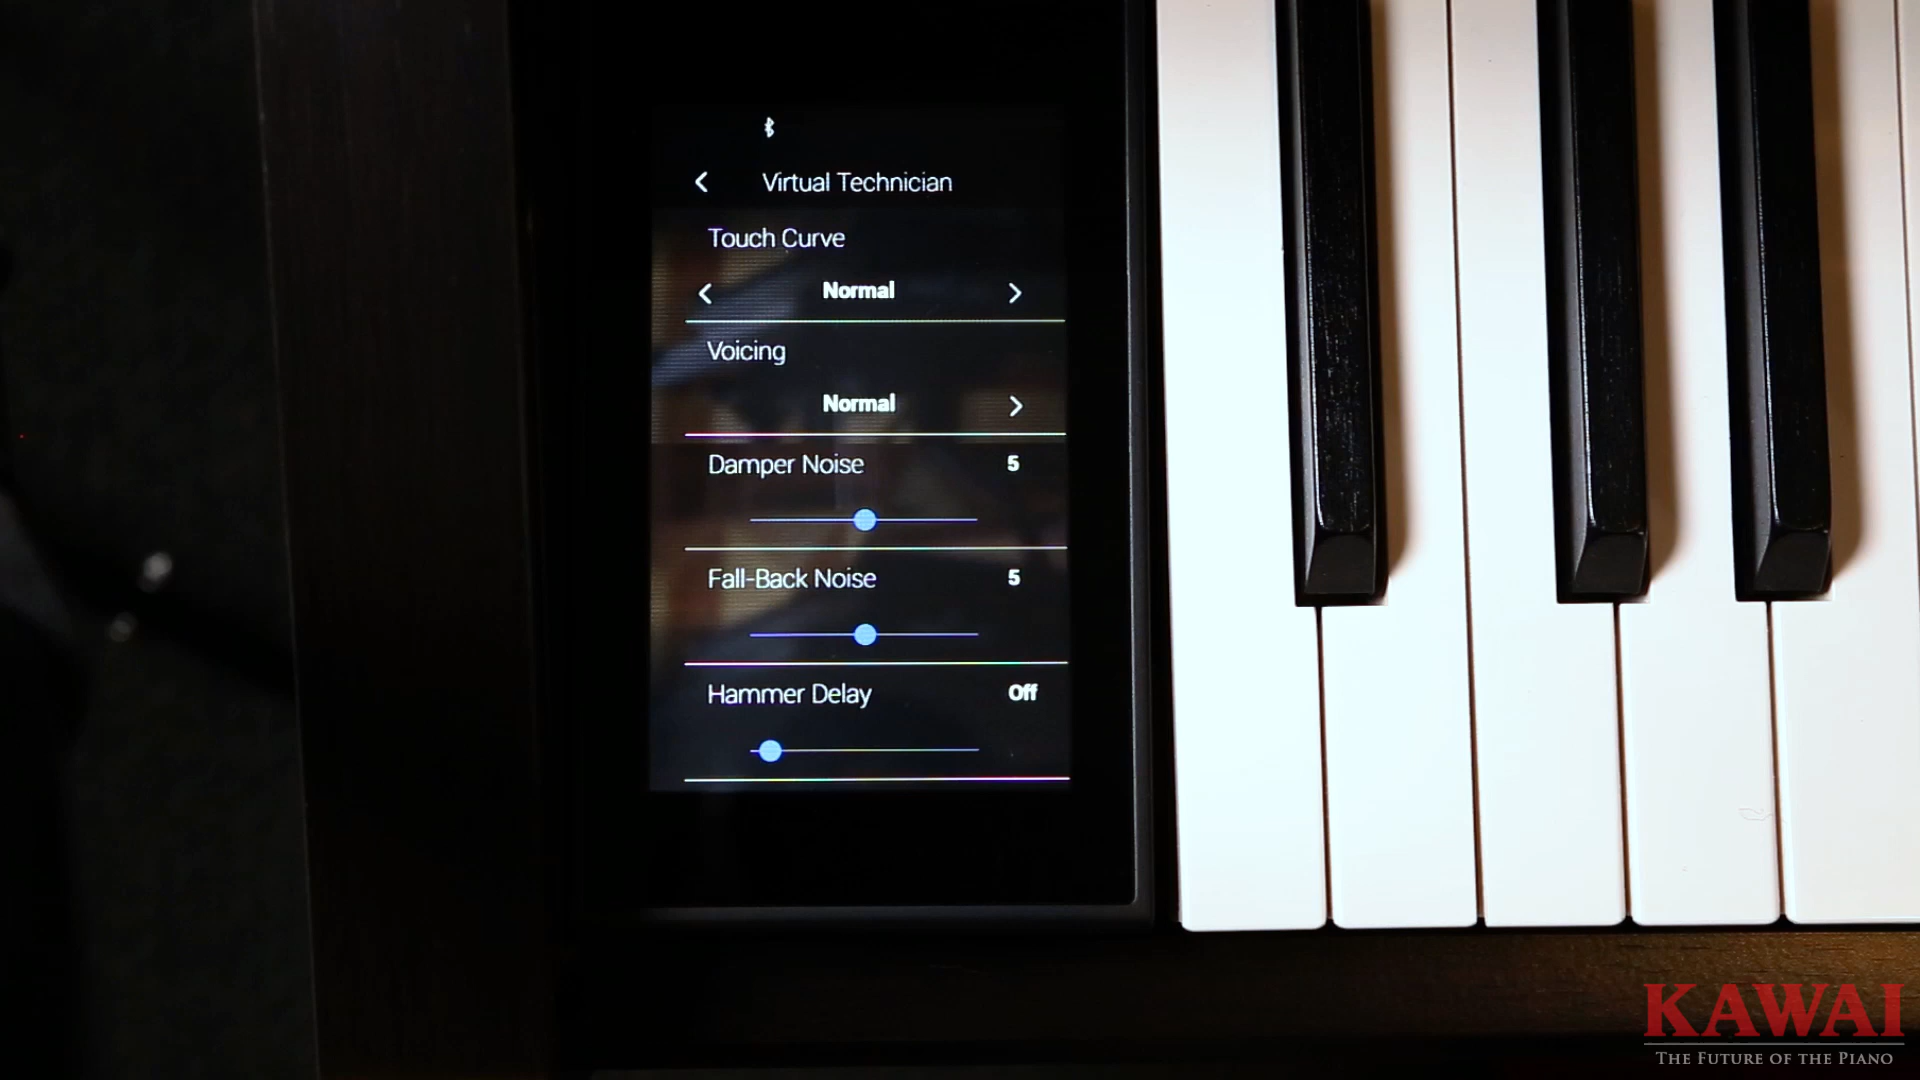 Virtual Technician
Touch Curve
Normal
Voicing
Normal
Damper Noise 5
Fall-Back Noise 5
Hammer Delay Off
KAWAI
THE FUTURE OF THE PIANO